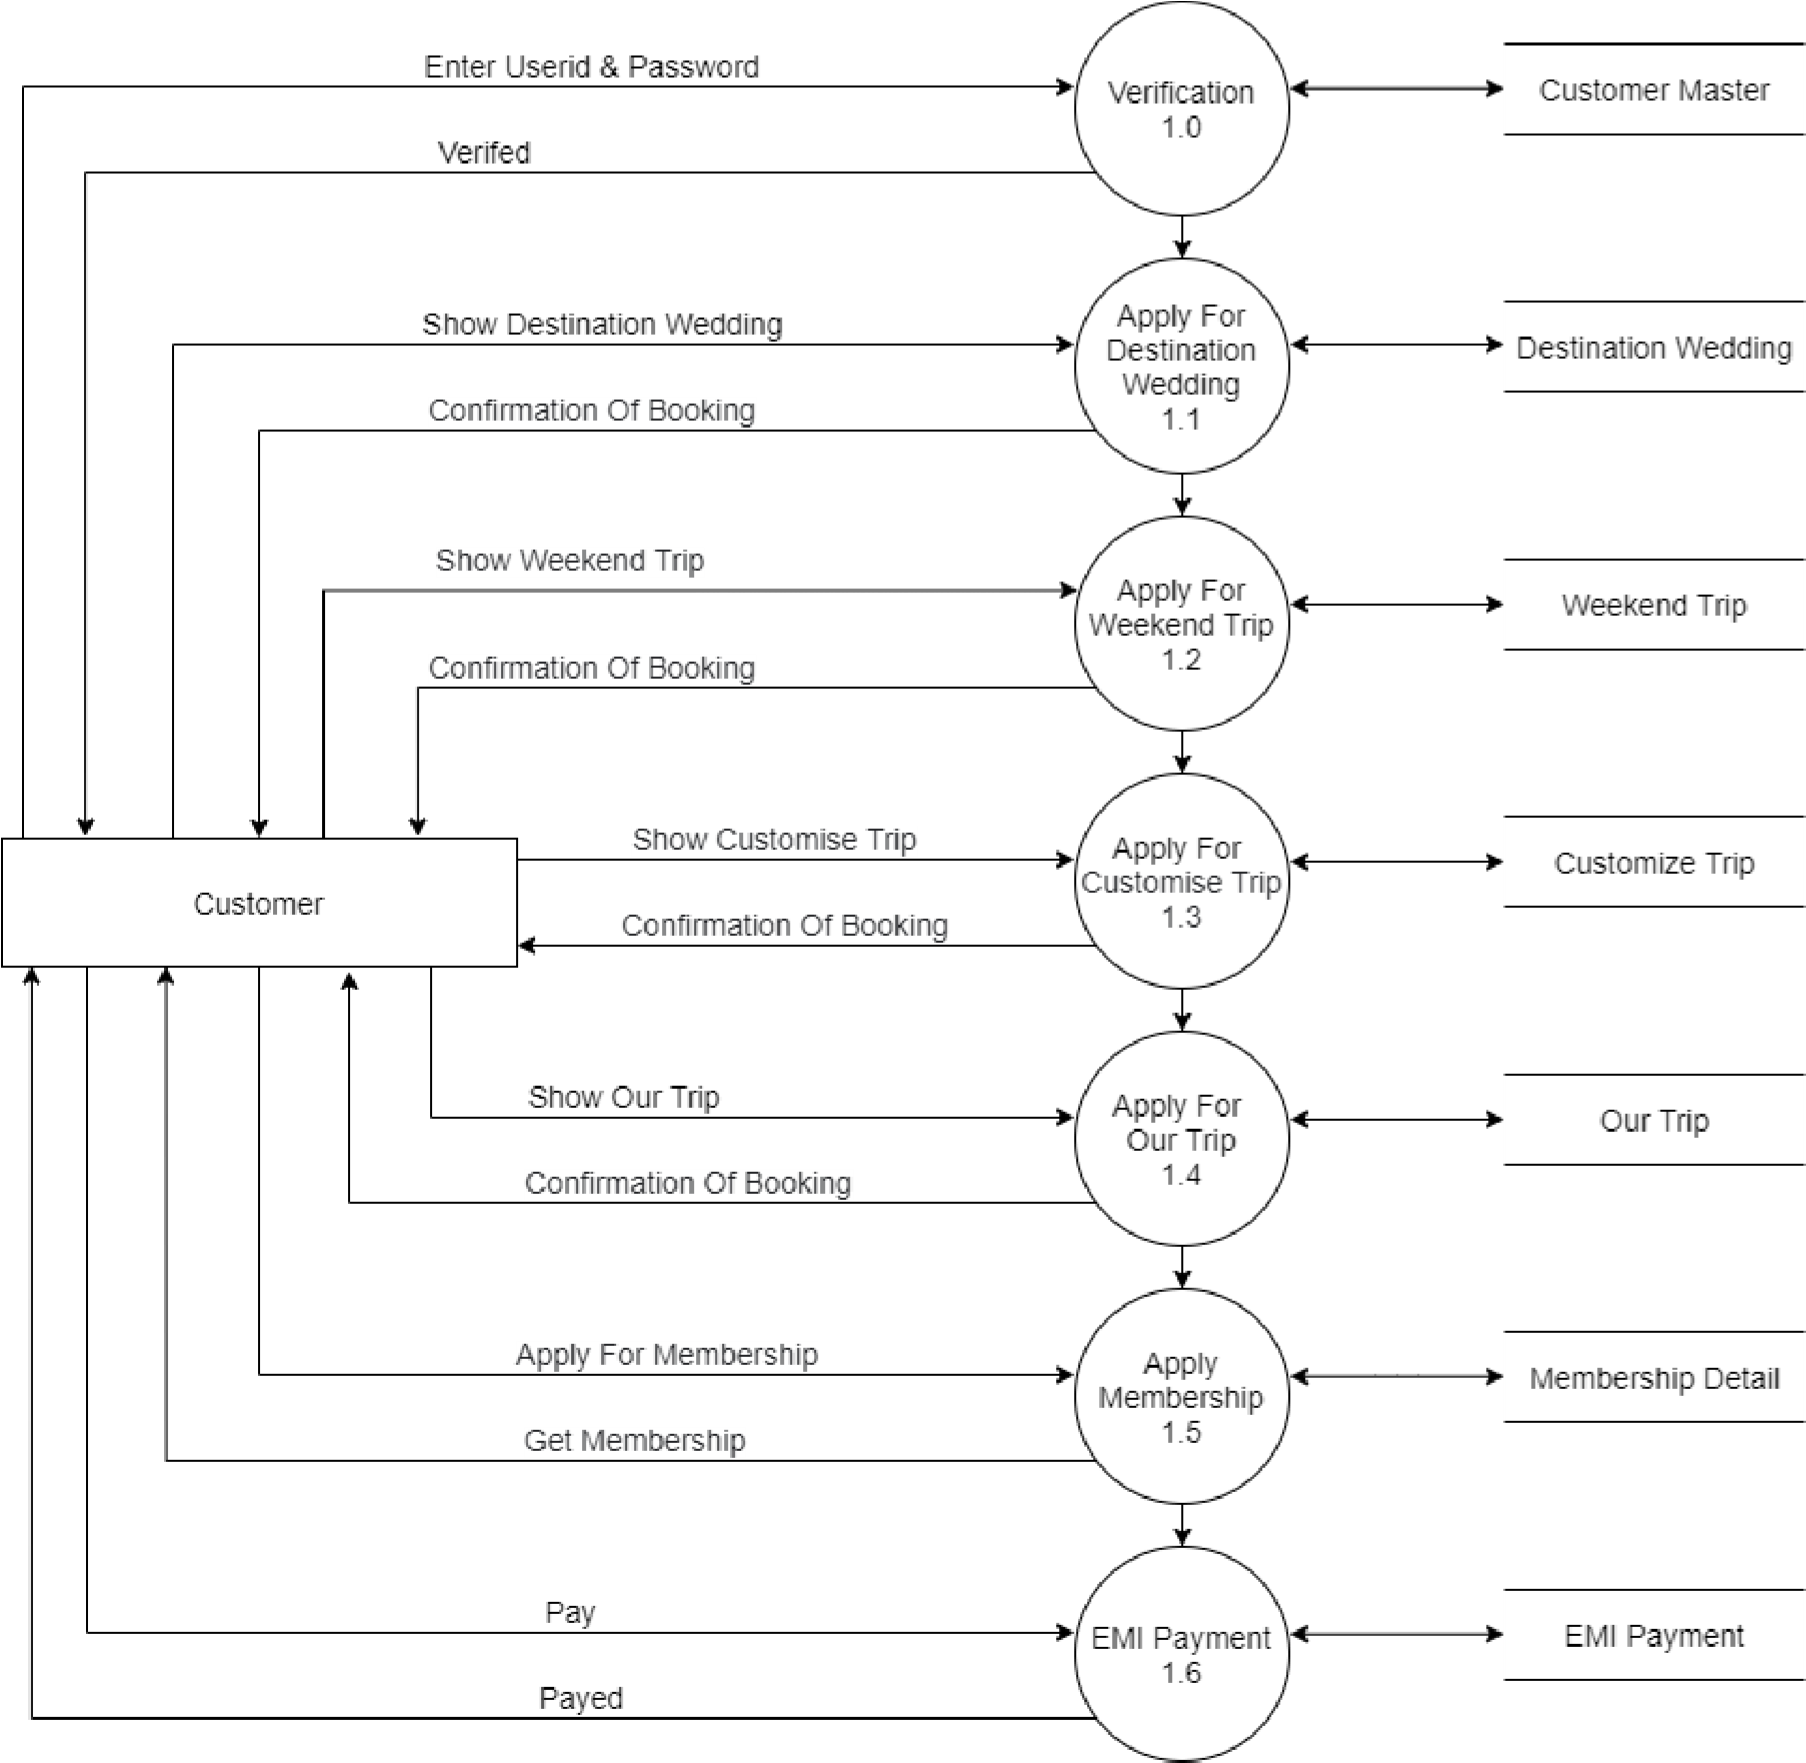 Enter Userid & Password
Verification
1.0
Customer Master
Verifed
Show Destination Wedding
Apply For
Destination
Wedding
1.1
Destination Wedding
Confirmation Of Booking
Show Weekend Trip
Apply For
Weekend Trip
1.2
Weekend Trip
Confirmation Of Booking
Show Customise Trip
Apply For
Customise Trip
1.3
Customize Trip
Customer
Confirmation Of Booking
Show Our Trip
Apply For
Our Trip
1.4
Our Trip
Confirmation Of Booking
Apply For Membership
Apply
Membership
1.5
Membership Detail
Get Membership
Pay
EMI Payment
1.6
EMI Payment
Payed